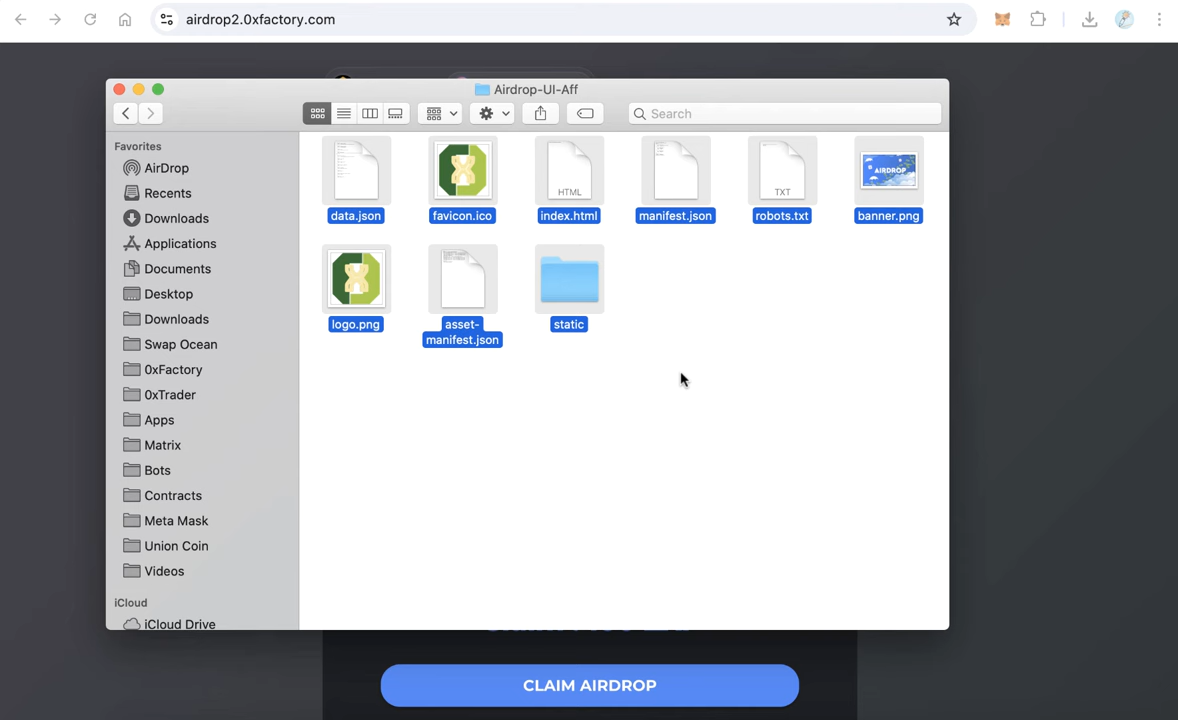 airdrop2.0xfactory.com
Airdrop-UI-Aff
Search
Favorites
AirDrop
Recents
Downloads
Applications
Documents
Desktop
Downloads
Swap Ocean
0xFactory
0xTrader
Apps
Matrix
Bots
Contracts
Meta Mask
Union Coin
Videos
iCloud
iCloud Drive
HTML
TXT
AIRDROP
data.json
favicon.ico
index.html
manifest.json
robots.txt
banner.png
logo.png
asset-
manifest.json
static
CLAIM AIRDROP